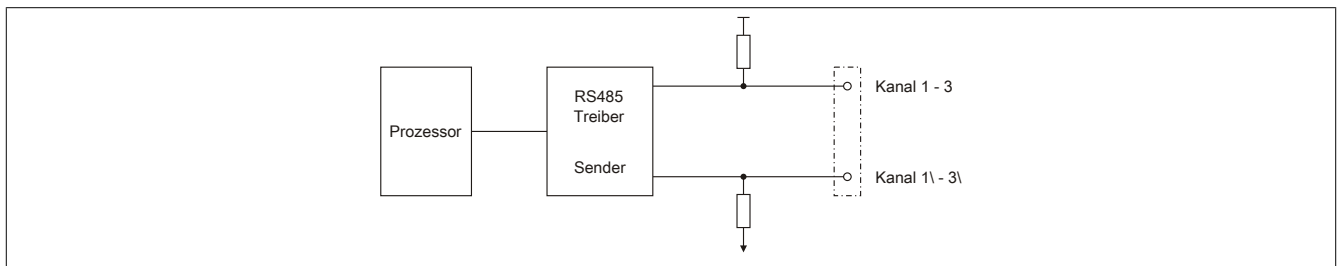 Prozessor
RS485
Treiber
Sender
Kanal 1 - 3
Kanal 1\ - 3\